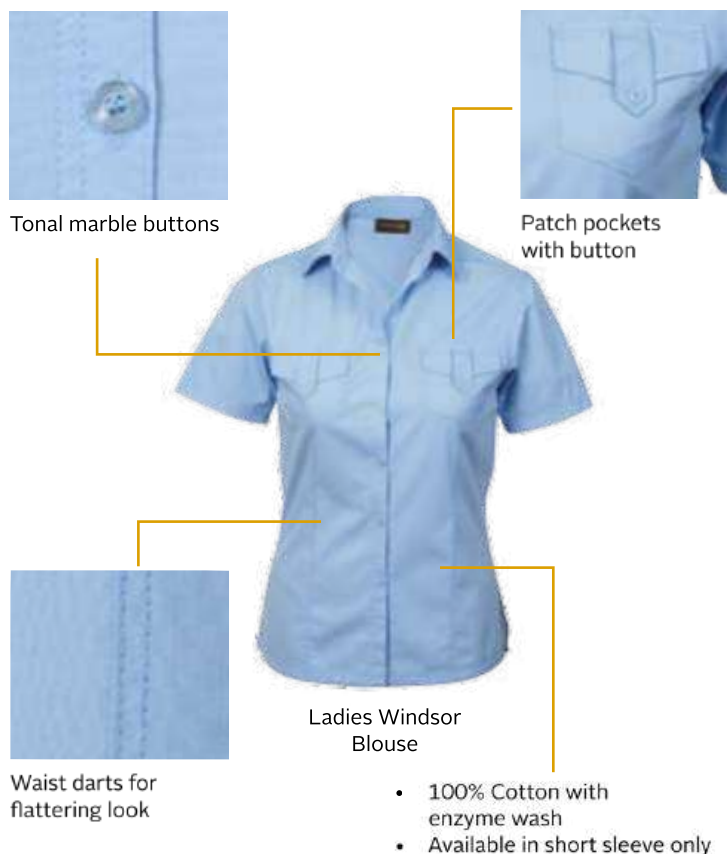 Tonal marble buttons
Patch pockets
with button
Ladies Windsor
Blouse
Waist darts for
flattering look
• 100% Cotton with
enzyme wash
• Available in short sleeve only